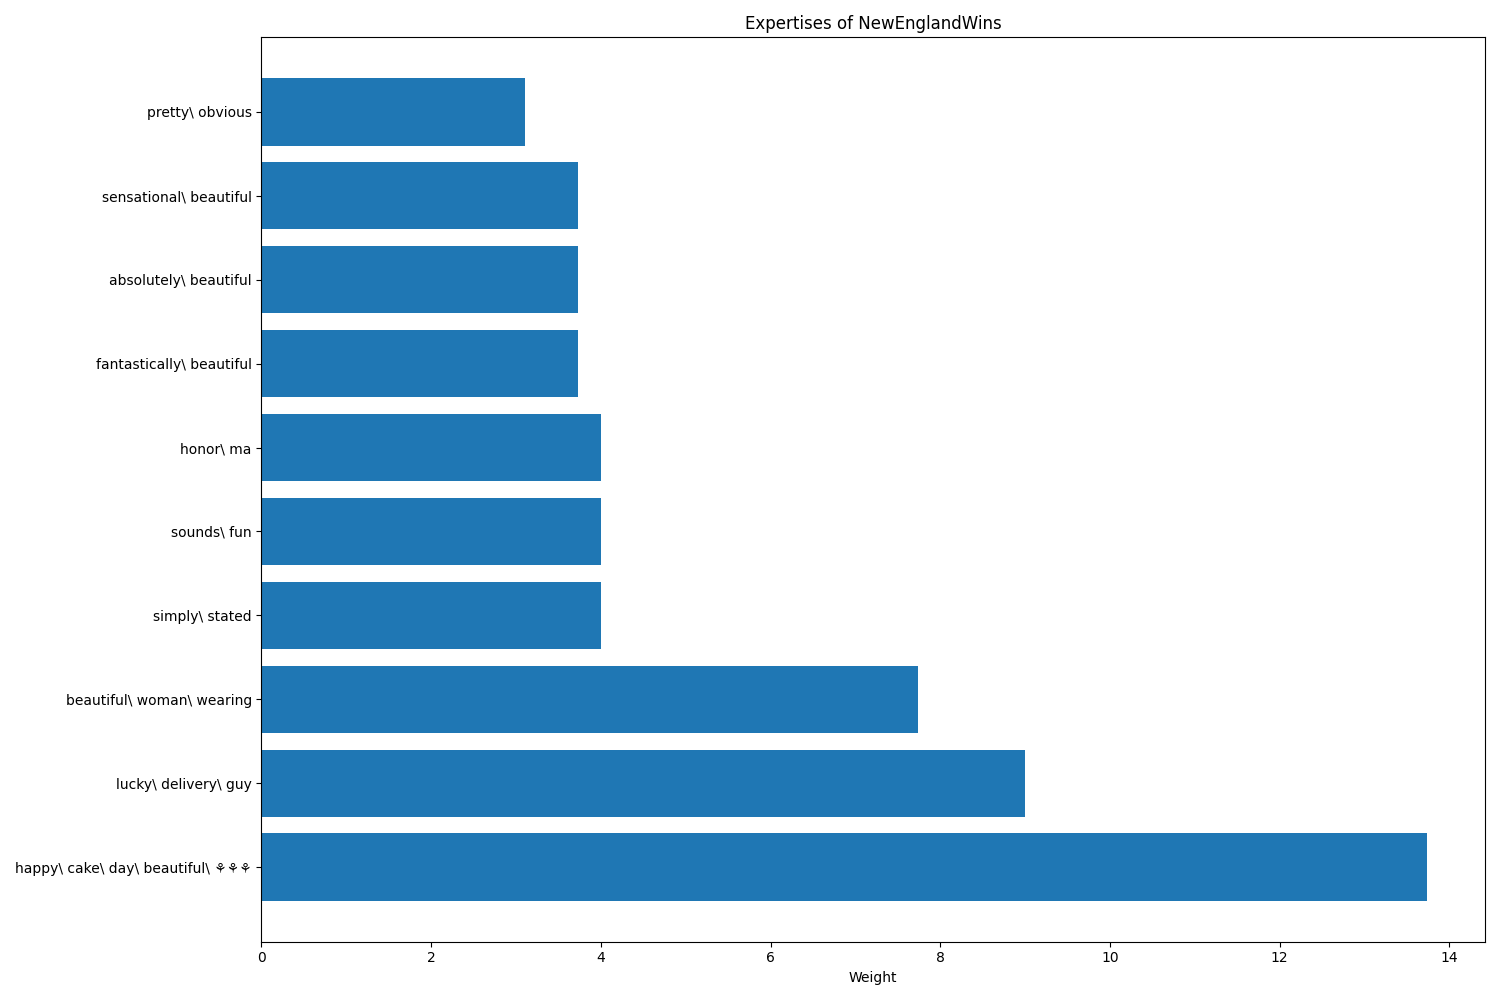 Expertises of NewEnglandWins
pretty\ obvious
sensational\ beautiful
absolutely\ beautiful
fantastically\ beautiful
honor\ ma
sounds\ fun
simply\ stated
beautiful\ woman\ wearing
lucky\ delivery\ guy
happy\ cake\ day\ beautiful\ ⚘⚘⚘
0 2 4 6 8 10 12 14
Weight